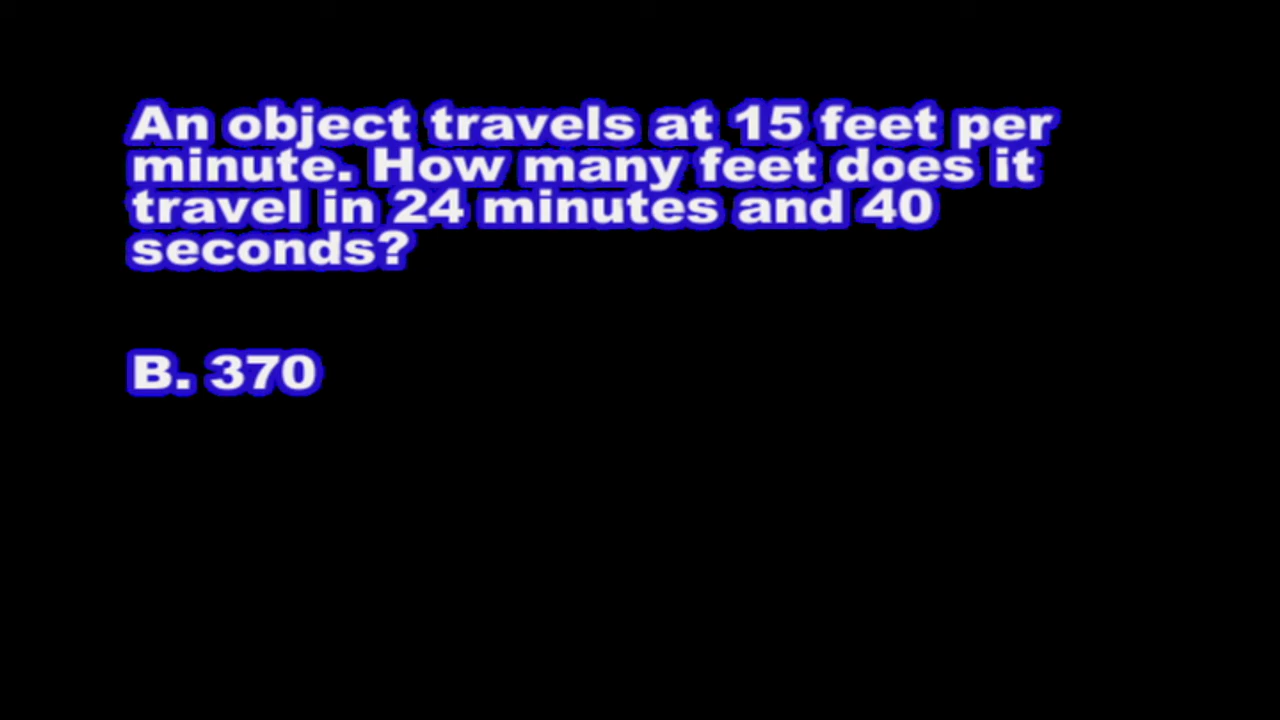 An object travels at 15 feet per
minute. How many feet does it
travel in 24 minutes and 40
seconds?
B. 370